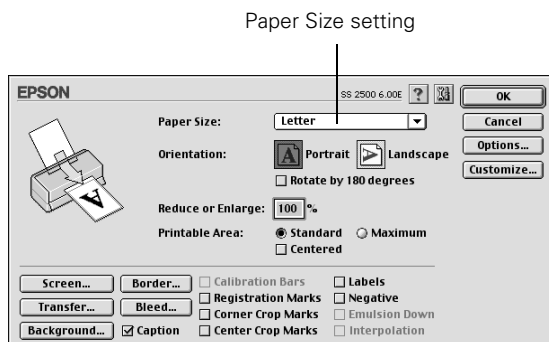 Paper Size setting
EPSON
SS 2500 6.00E
?
OK
Paper Size: Letter
Cancel
Orientation: A Portrait A Landscape
Options...
Rotate by 180 degrees
Customize...
Reduce or Enlarge: 100 %
Printable Area: Standard Maximum
Centered
A
Screen... Border... Calibration Bars Labels
Transfer... Bleed... Registration Marks Negative
Corner Crop Marks Emulsion Down
Background... Caption Center Crop Marks Interpolation